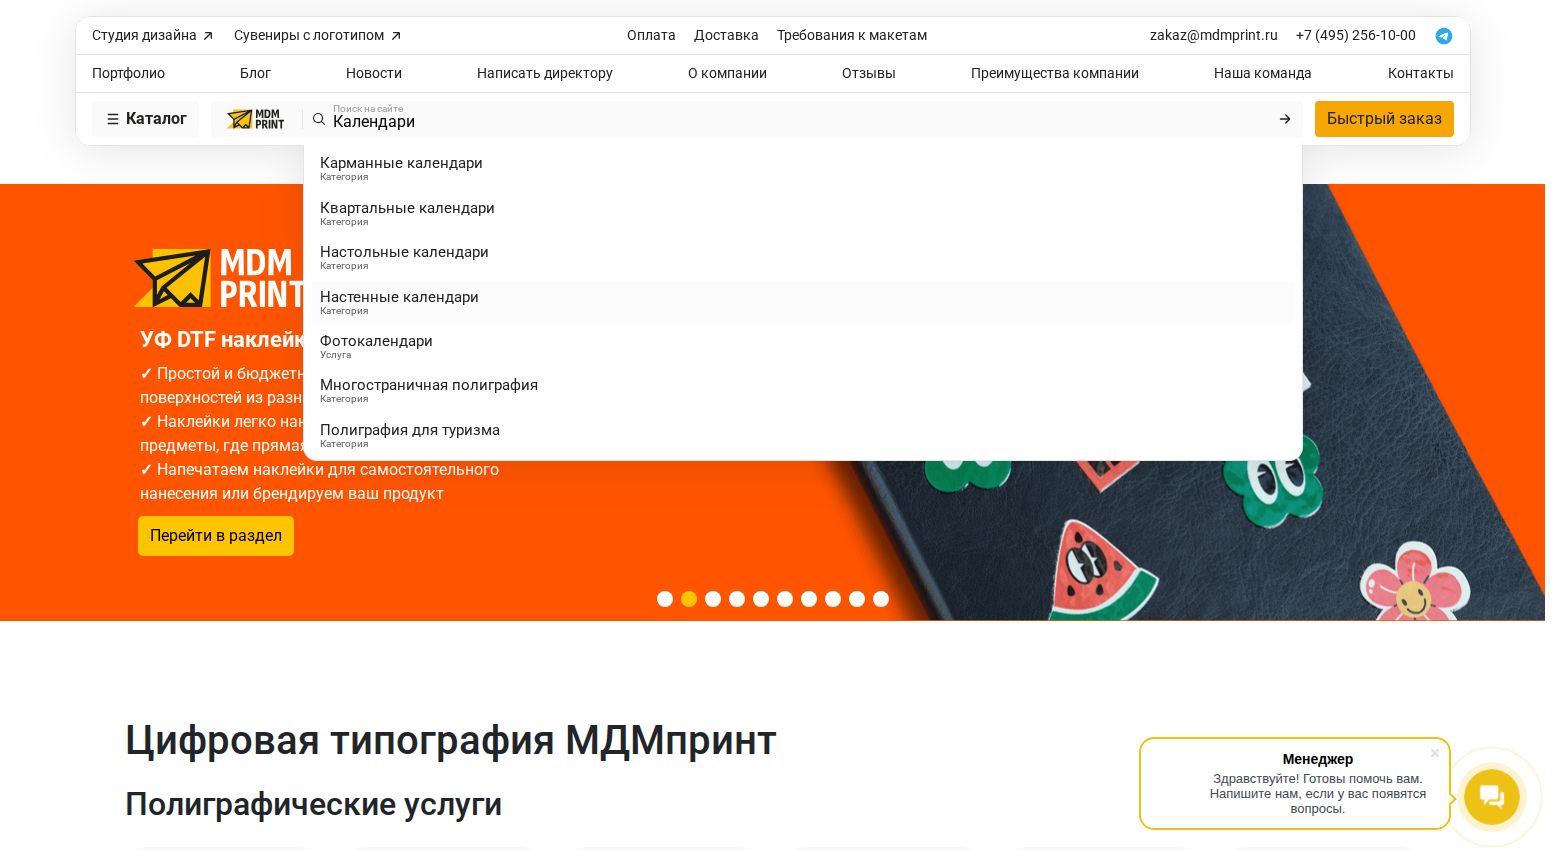 Студия дизайна
Сувениры с логотипом
Оплата
Доставка
Требования к макетам
zakaz@mdmprint.ru
+7 (495) 256-10-00
Портфолио
Блог
Новости
Написать директору
О компании
Отзывы
Преимущества компании
Наша команда
Контакты
Каталог
MDM
PRINT
Поиск на сайте
Календари
Быстрый заказ
Карманные календари
Категория
Квартальные календари
Категория
Настольные календари
Категория
Настенные календари
Категория
Фотокалендари
Услуга
Многостраничная полиграфия
Категория
Полиграфия для туризма
Категория
MDM
PRINT
УФ DTF наклейк
✓ Простой и бюджетн
поверхностей из разн
✓ Наклейки легко нан
предметы, где прямая
✓ Напечатаем наклейки для самостоятельного
нанесения или брендируем ваш продукт
Перейти в раздел
Цифровая типография МДМпринт
Полиграфические услуги
Менеджер
Здравствуйте! Готовы помочь вам.
Напишите нам, если у вас появятся
вопросы.